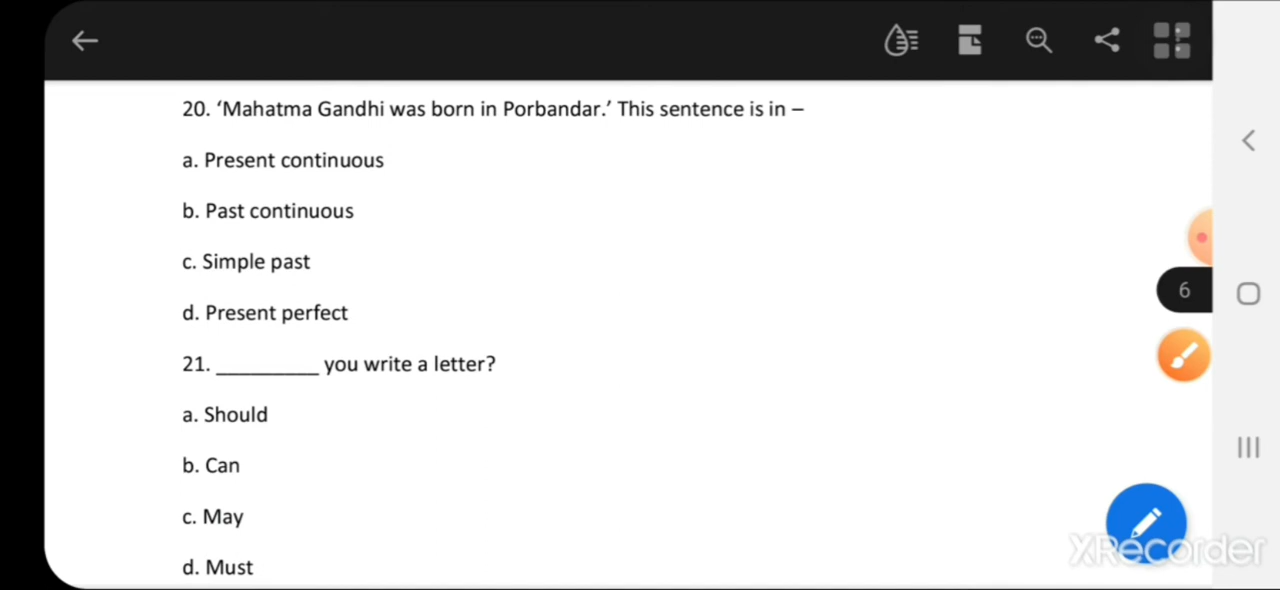 20. ‘Mahatma Gandhi was born in Porbandar.’ This sentence is in –
a. Present continuous
b. Past continuous
c. Simple past
d. Present perfect
6
21. _________ you write a letter?
a. Should
b. Can
c. May
d. Must
XRecorder